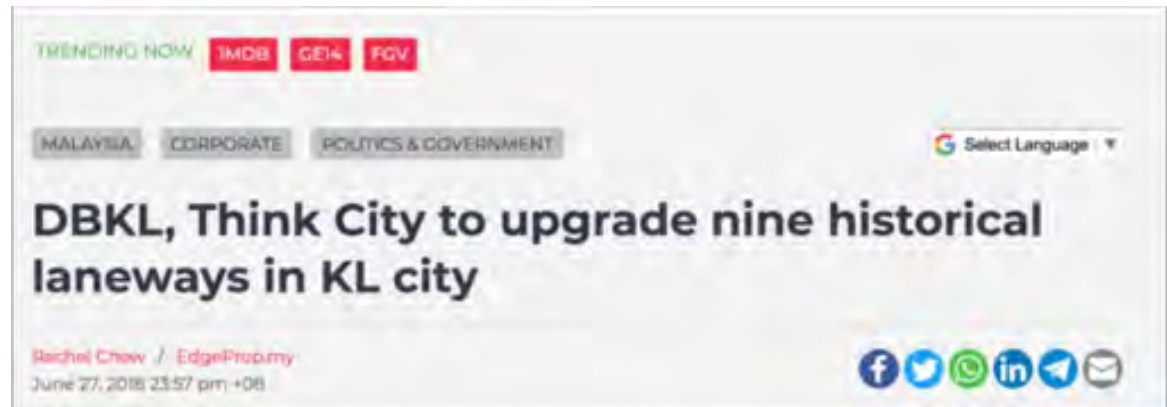 TRENDING NOW 1MDB GE14 FGV
MALAYSIA CORPORATE POLITICS & GOVERNMENT Select Language ▼
DBKL, Think City to upgrade nine historical
laneways in KL city
Rachel Chew / EdgeProp.my
June 27, 2018 23:57 pm +08